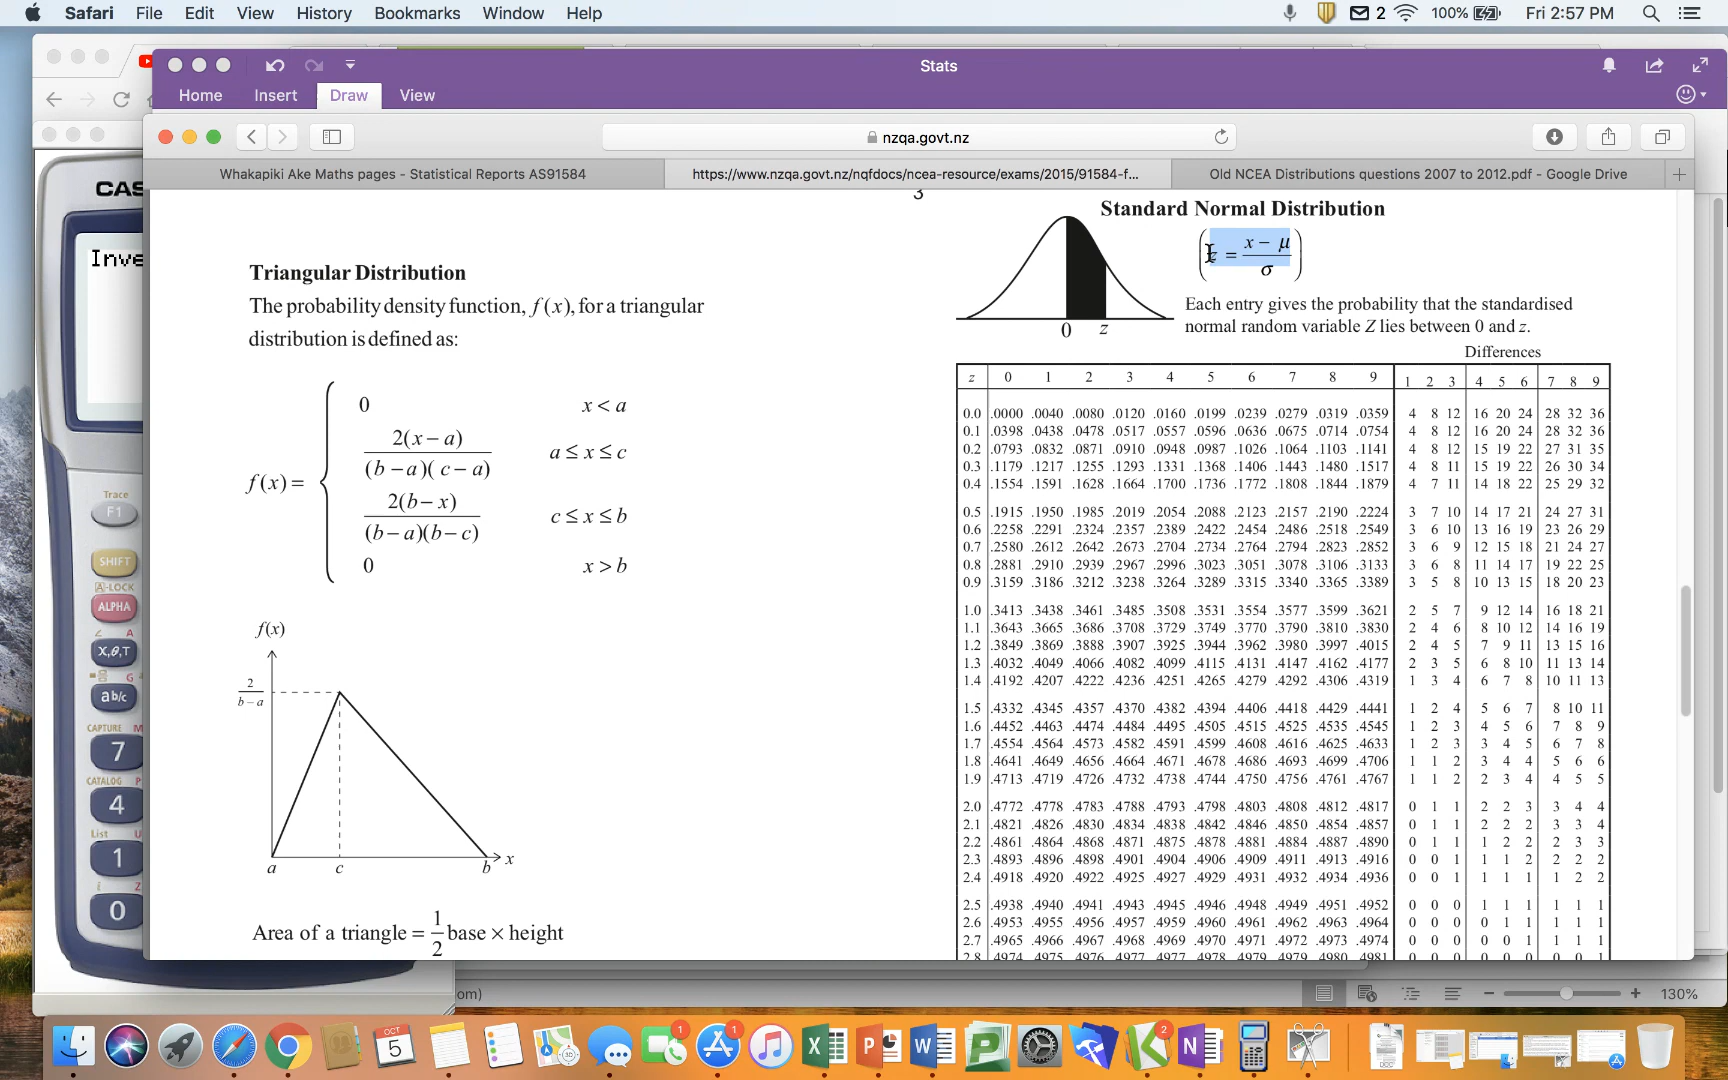 Safari File Edit View History Bookmarks Window Help 2 100% Fri 2:57 PM
Stats
Home Insert Draw View
nzqa.govt.nz
Whakapiki Ake Maths pages - Statistical Reports AS91584
https://www.nzqa.govt.nz/nqfdocs/ncea-resource/exams/2015/91584-f...
Old NCEA Distributions questions 2007 to 2012.pdf - Google Drive
CAS
Inve
Trace
F1
SHIFT
A-LOCK
ALPHA
X,θ,T
ab/c
CAPTURE
7
CATALOG
4
List
1
i
0
3
Triangular Distribution
The probability density function, f (x), for a triangular
distribution is defined as:
f (x) =
0 x < a
2(x − a) / (b − a)( c − a) a ≤ x ≤ c
2(b − x) / (b − a)(b − c) c ≤ x ≤ b
0 x > b
f(x)
2 / b − a
a c b x
Area of a triangle = 1/2 base × height
Standard Normal Distribution
(z = x − μ / σ)
0 z
Each entry gives the probability that the standardised
normal random variable Z lies between 0 and z.
Differences
z 0 1 2 3 4 5 6 7 8 9 1 2 3 4 5 6 7 8 9
0.0 .0000 .0040 .0080 .0120 .0160 .0199 .0239 .0279 .0319 .0359 4 8 12 16 20 24 28 32 36
0.1 .0398 .0438 .0478 .0517 .0557 .0596 .0636 .0675 .0714 .0754 4 8 12 16 20 24 28 32 36
0.2 .0793 .0832 .0871 .0910 .0948 .0987 .1026 .1064 .1103 .1141 4 8 12 15 19 22 27 31 35
0.3 .1179 .1217 .1255 .1293 .1331 .1368 .1406 .1443 .1480 .1517 4 8 11 15 19 22 26 30 34
0.4 .1554 .1591 .1628 .1664 .1700 .1736 .1772 .1808 .1844 .1879 4 7 11 14 18 22 25 29 32
0.5 .1915 .1950 .1985 .2019 .2054 .2088 .2123 .2157 .2190 .2224 3 7 10 14 17 21 24 27 31
0.6 .2258 .2291 .2324 .2357 .2389 .2422 .2454 .2486 .2518 .2549 3 6 10 13 16 19 23 26 29
0.7 .2580 .2612 .2642 .2673 .2704 .2734 .2764 .2794 .2823 .2852 3 6 9 12 15 18 21 24 27
0.8 .2881 .2910 .2939 .2967 .2996 .3023 .3051 .3078 .3106 .3133 3 6 8 11 14 17 19 22 25
0.9 .3159 .3186 .3212 .3238 .3264 .3289 .3315 .3340 .3365 .3389 3 5 8 10 13 15 18 20 23
1.0 .3413 .3438 .3461 .3485 .3508 .3531 .3554 .3577 .3599 .3621 2 5 7 9 12 14 16 18 21
1.1 .3643 .3665 .3686 .3708 .3729 .3749 .3770 .3790 .3810 .3830 2 4 6 8 10 12 14 16 19
1.2 .3849 .3869 .3888 .3907 .3925 .3944 .3962 .3980 .3997 .4015 2 4 5 7 9 11 13 15 16
1.3 .4032 .4049 .4066 .4082 .4099 .4115 .4131 .4147 .4162 .4177 2 3 5 6 8 10 11 13 14
1.4 .4192 .4207 .4222 .4236 .4251 .4265 .4279 .4292 .4306 .4319 1 3 4 6 7 8 10 11 13
1.5 .4332 .4345 .4357 .4370 .4382 .4394 .4406 .4418 .4429 .4441 1 2 4 5 6 7 8 10 11
1.6 .4452 .4463 .4474 .4484 .4495 .4505 .4515 .4525 .4535 .4545 1 2 3 4 5 6 7 8 9
1.7 .4554 .4564 .4573 .4582 .4591 .4599 .4608 .4616 .4625 .4633 1 2 3 3 4 5 6 7 8
1.8 .4641 .4649 .4656 .4664 .4671 .4678 .4686 .4693 .4699 .4706 1 1 2 3 4 4 5 6 6
1.9 .4713 .4719 .4726 .4732 .4738 .4744 .4750 .4756 .4761 .4767 1 1 2 2 3 4 4 5 5
2.0 .4772 .4778 .4783 .4788 .4793 .4798 .4803 .4808 .4812 .4817 0 1 1 2 2 3 3 4 4
2.1 .4821 .4826 .4830 .4834 .4838 .4842 .4846 .4850 .4854 .4857 0 1 1 2 2 2 3 3 4
2.2 .4861 .4864 .4868 .4871 .4875 .4878 .4881 .4884 .4887 .4890 0 1 1 1 2 2 2 3 3
2.3 .4893 .4896 .4898 .4901 .4904 .4906 .4909 .4911 .4913 .4916 0 0 1 1 1 2 2 2 2
2.4 .4918 .4920 .4922 .4925 .4927 .4929 .4931 .4932 .4934 .4936 0 0 1 1 1 1 1 2 2
2.5 .4938 .4940 .4941 .4943 .4945 .4946 .4948 .4949 .4951 .4952 0 0 0 1 1 1 1 1 1
2.6 .4953 .4955 .4956 .4957 .4959 .4960 .4961 .4962 .4963 .4964 0 0 0 0 1 1 1 1 1
2.7 .4965 .4966 .4967 .4968 .4969 .4970 .4971 .4972 .4973 .4974 0 0 0 0 0 1 1 1 1
2.8 .4974 .4975 .4976 .4977 .4977 .4978 .4979 .4979 .4980 .4981 0 0 0 0 0 0 0 0 1
om) 130%
OCT
5
1 1 2